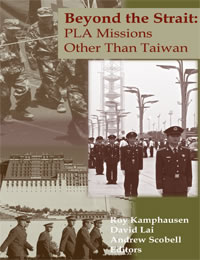 Beyond the Strait:
PLA Missions
Other Than Taiwan
Roy Kamphausen
David Lai
Andrew Scobell
Editors